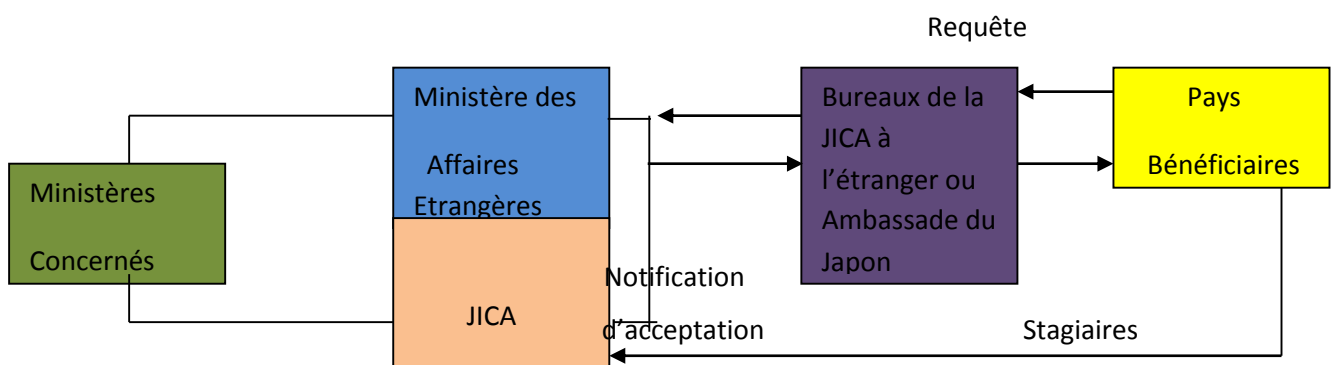 Requête
Ministères
Concernés
Ministère des
Affaires
Etrangères
JICA
Notification
d’acceptation
Bureaux de la
JICA à
l’étranger ou
Ambassade du
Japon
Pays
Bénéficiaires
Stagiaires